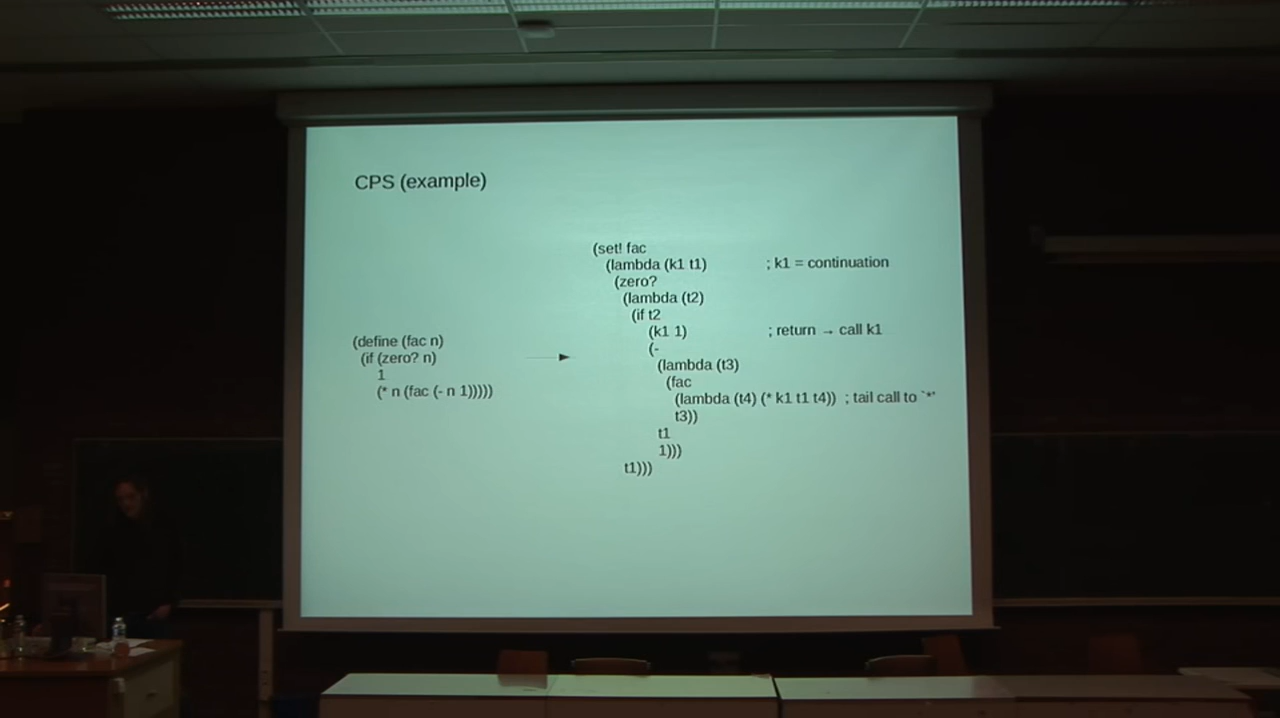 CPS (example)
(define (fac n)
(if (zero? n)
1
(* n (fac (- n 1)))))
→
(set! fac
(lambda (k1 t1) ; k1 = continuation
(zero?
(lambda (t2)
(if t2
(k1 1) ; return → call k1
(-
(lambda (t3)
(fac
(lambda (t4) (* k1 t1 t4)) ; tail call to `*'
t3))
t1
1)))
t1)))